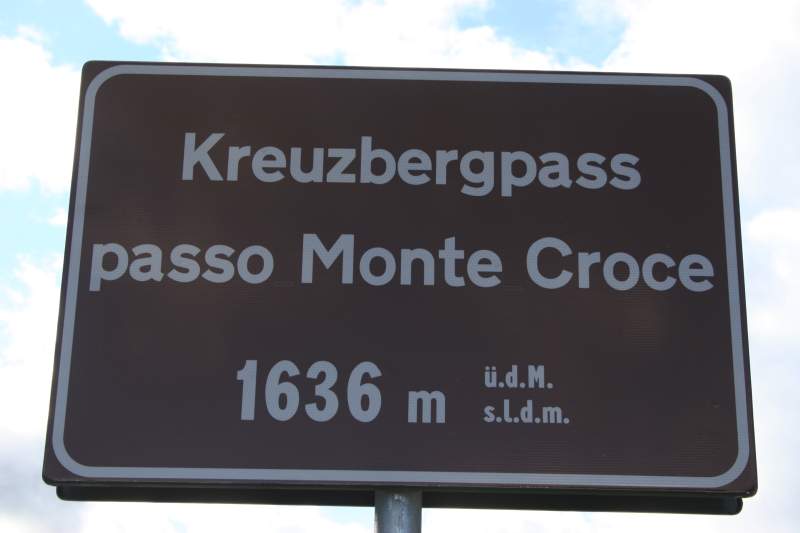 Kreuzbergpass
passo Monte Croce
1636 m ü.d.M.
s.l.d.m.